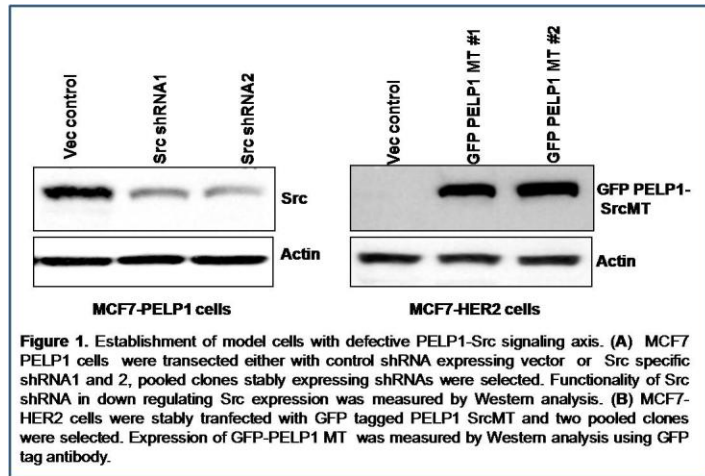 Vec control
Src shRNA1
Src shRNA2
Vec control
GFP PELP1 MT #1
GFP PELP1 MT #2
Src
GFP PELP1-
SrcMT
Actin
Actin
MCF7-PELP1 cells
MCF7-HER2 cells
Figure 1. Establishment of model cells with defective PELP1-Src signaling axis. (A) MCF7
PELP1 cells were transected either with control shRNA expressing vector or Src specific
shRNA1 and 2, pooled clones stably expressing shRNAs were selected. Functionality of Src
shRNA in down regulating Src expression was measured by Western analysis. (B) MCF7-
HER2 cells were stably tranfected with GFP tagged PELP1 SrcMT and two pooled clones
were selected. Expression of GFP-PELP1 MT was measured by Western analysis using GFP
tag antibody.